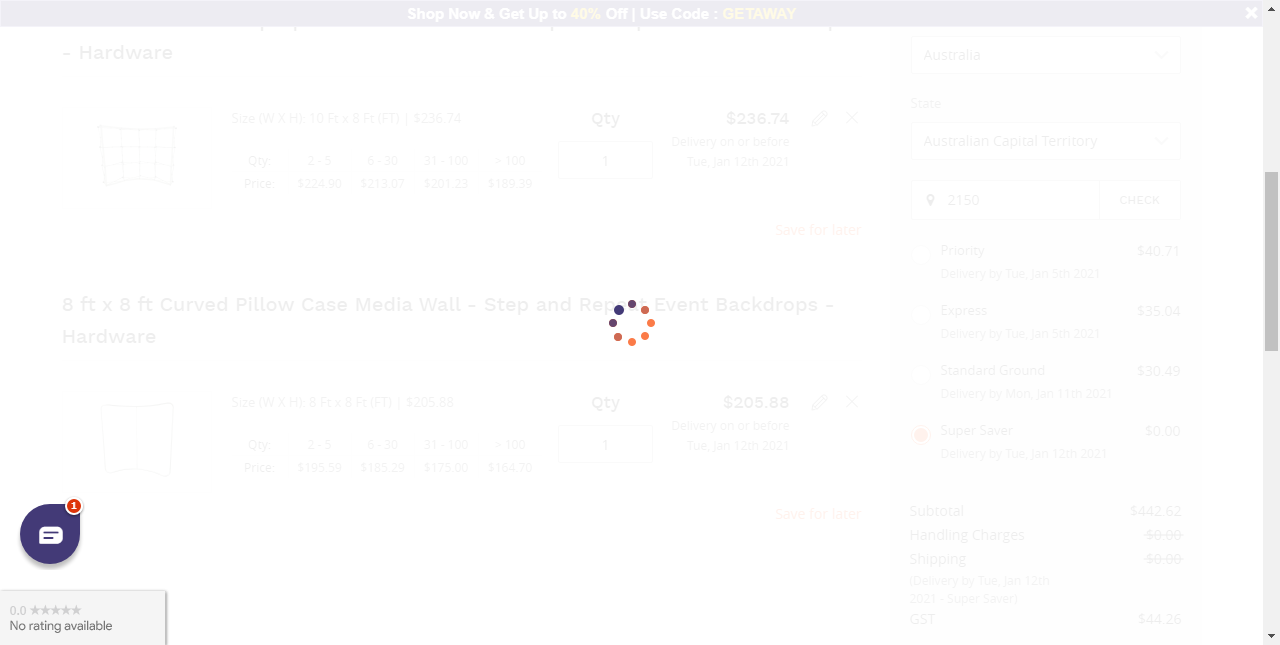 Shop Now & Get Up to 40% Off | Use Code : GETAWAY
- Hardware
Size (W X H): 10 Ft x 8 Ft (FT) | $236.74
Qty: 2 - 5 6 - 30 31 - 100 > 100
Price: $224.90 $213.07 $201.23 $189.39
Qty
1
$236.74
Delivery on or before
Tue, Jan 12th 2021
Save for later
8 ft x 8 ft Curved Pillow Case Media Wall - Step and Repeat Event Backdrops -
Hardware
Size (W X H): 8 Ft x 8 Ft (FT) | $205.88
Qty: 2 - 5 6 - 30 31 - 100 > 100
Price: $195.59 $185.29 $175.00 $164.70
Qty
1
$205.88
Delivery on or before
Tue, Jan 12th 2021
Save for later
Australia
State
Australian Capital Territory
2150 CHECK
Priority $40.71
Delivery by Tue, Jan 5th 2021
Express $35.04
Delivery by Tue, Jan 5th 2021
Standard Ground $30.49
Delivery by Mon, Jan 11th 2021
Super Saver $0.00
Delivery by Tue, Jan 12th 2021
Subtotal $442.62
Handling Charges $0.00
Shipping $0.00
(Delivery by Tue, Jan 12th
2021 - Super Saver)
GST $44.26
1
0.0 ★★★★★
No rating available